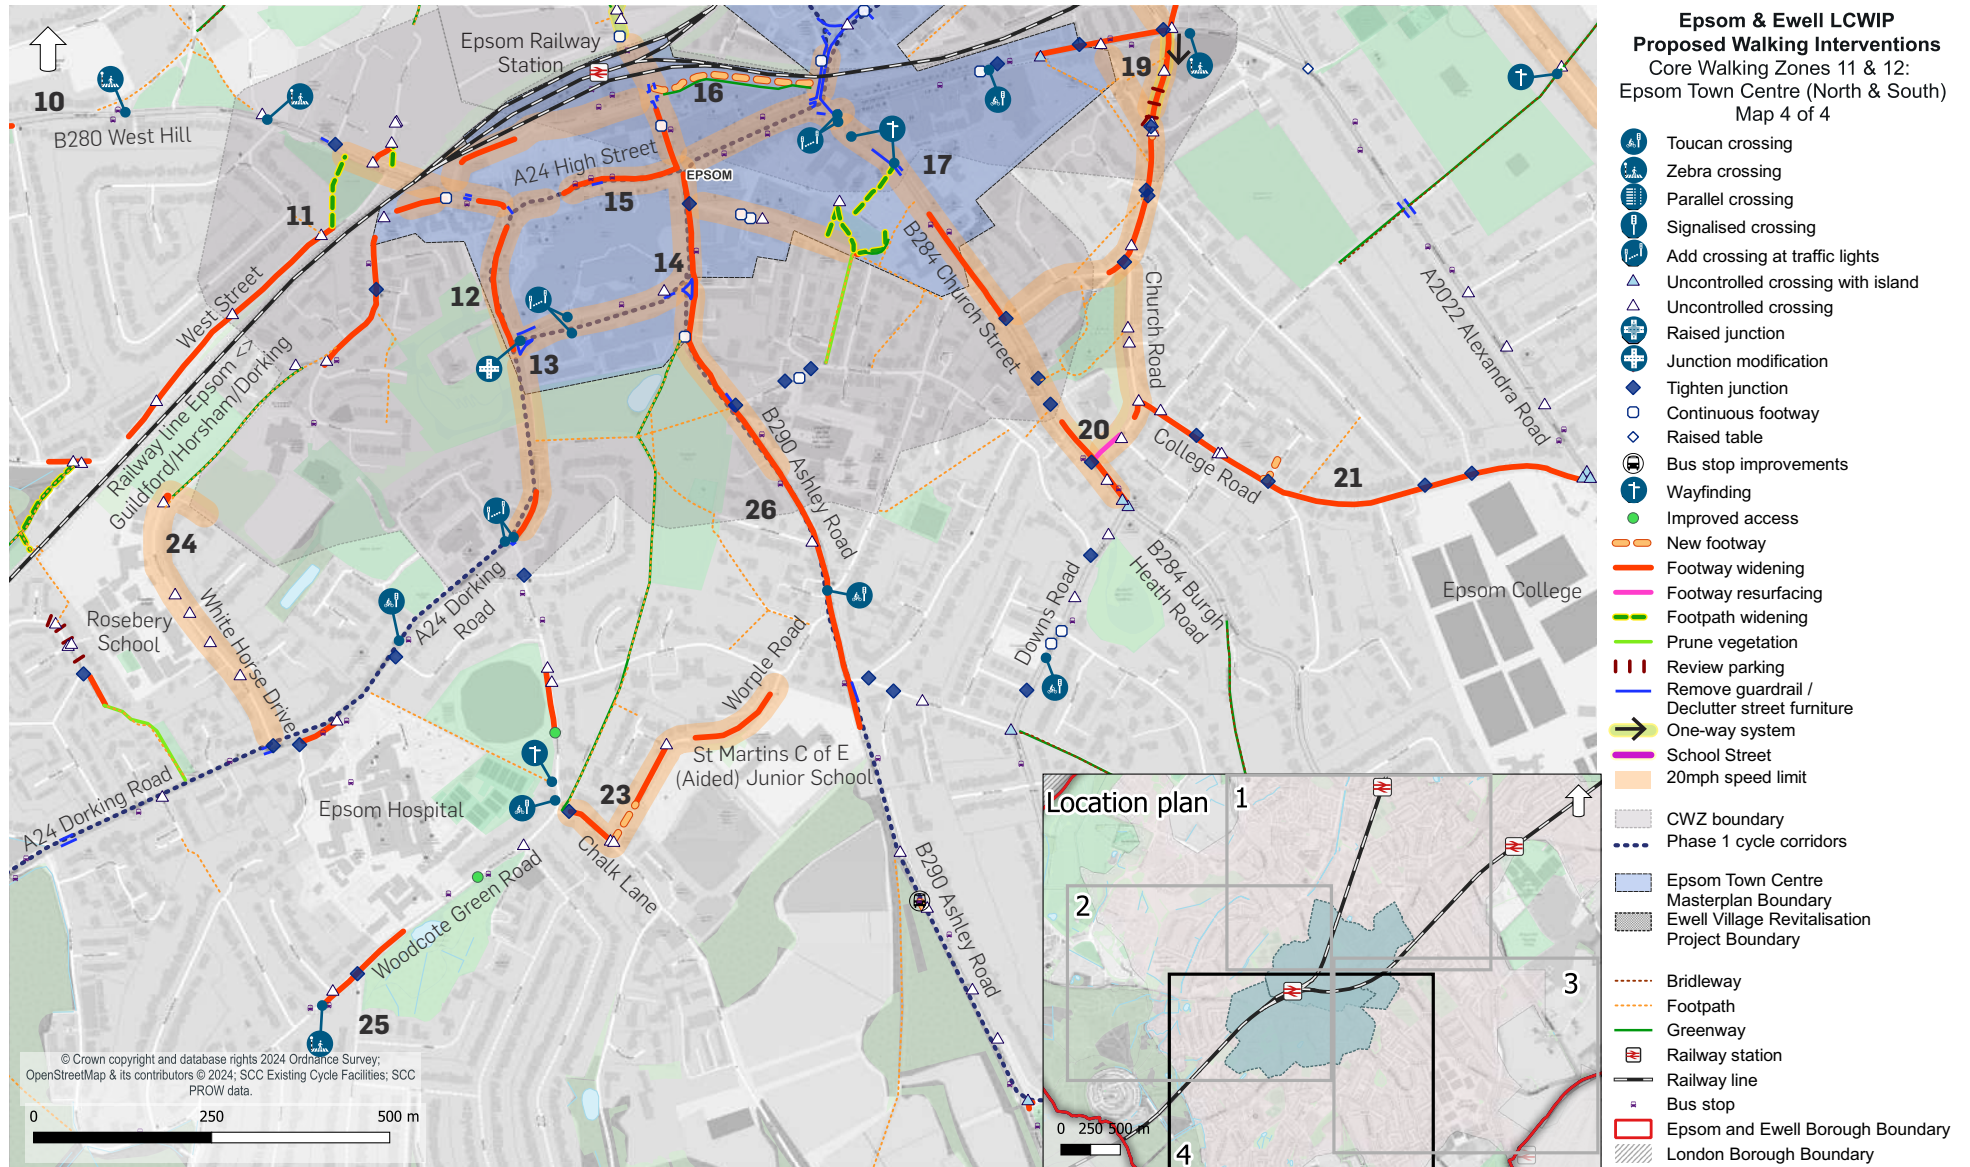 Epsom & Ewell LCWIP
Proposed Walking Interventions
Core Walking Zones 11 & 12:
Epsom Town Centre (North & South)
Map 4 of 4
Toucan crossing
Zebra crossing
Parallel crossing
Signalised crossing
Add crossing at traffic lights
Uncontrolled crossing with island
Uncontrolled crossing
Raised junction
Junction modification
Tighten junction
Continuous footway
Raised table
Bus stop improvements
Wayfinding
Improved access
New footway
Footway widening
Footway resurfacing
Footpath widening
Prune vegetation
Review parking
Remove guardrail /
Declutter street furniture
One-way system
School Street
20mph speed limit
CWZ boundary
Phase 1 cycle corridors
Epsom Town Centre
Masterplan Boundary
Ewell Village Revitalisation
Project Boundary
Bridleway
Footpath
Greenway
Railway station
Railway line
Bus stop
Epsom and Ewell Borough Boundary
London Borough Boundary
Epsom Railway
Station
10
B280 West Hill
16
19
17
A24 High Street
EPSOM
15
11
14
12
13
West Street
Railway line Epsom <>
Guildford/Horsham/Dorking
B284 Church Street
Church Road
A2022 Alexandra Road
20
College Road
21
B290 Ashley Road
26
24
White Horse Drive
Rosebery
School
A24 Dorking
Road
Downs Road
B284 Burgh
Heath Road
Epsom College
Worple Road
St Martins C of E
(Aided) Junior School
23
Epsom Hospital
A24 Dorking Road
Chalk Lane
Woodcote Green Road
25
B290 Ashley Road
© Crown copyright and database rights 2024 Ordnance Survey;
OpenStreetMap & its contributors © 2024; SCC Existing Cycle Facilities; SCC
PROW data.
0 250 500 m
Location plan
1
2
3
4
0 250 500 m